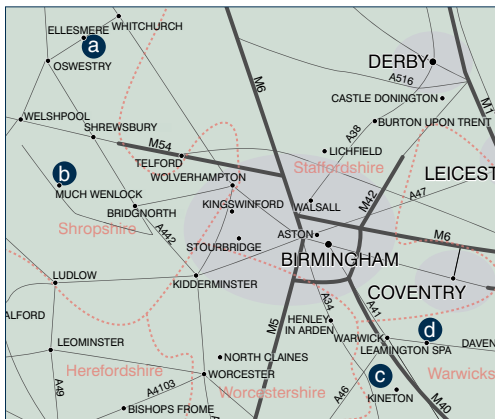 WHITCHURCH
ELLESMERE
a
OSWESTRY
M6
DERBY
A516
M1
CASTLE DONINGTON
WELSHPOOL
SHREWSBURY
A38
BURTON UPON TRENT
M54
TELFORD
LICHFIELD
Staffordshire
WOLVERHAMPTON
LEICEST
b
MUCH WENLOCK
KINGSWINFORD
WALSALL
M42
A47
BRIDGNORTH
Shropshire
A442
STOURBRIDGE
ASTON
M6
BIRMINGHAM
LUDLOW
KIDDERMINSTER
COVENTRY
A34
A41
ALFORD
M5
HENLEY
IN ARDEN
d
WARWICK
DAVEN
LEOMINSTER
LEAMINGTON SPA
NORTH CLAINES
Herefordshire
WORCESTER
c
Warwicks
A49
A4103
Worcestershire
A46
KINETON
M40
BISHOPS FROME